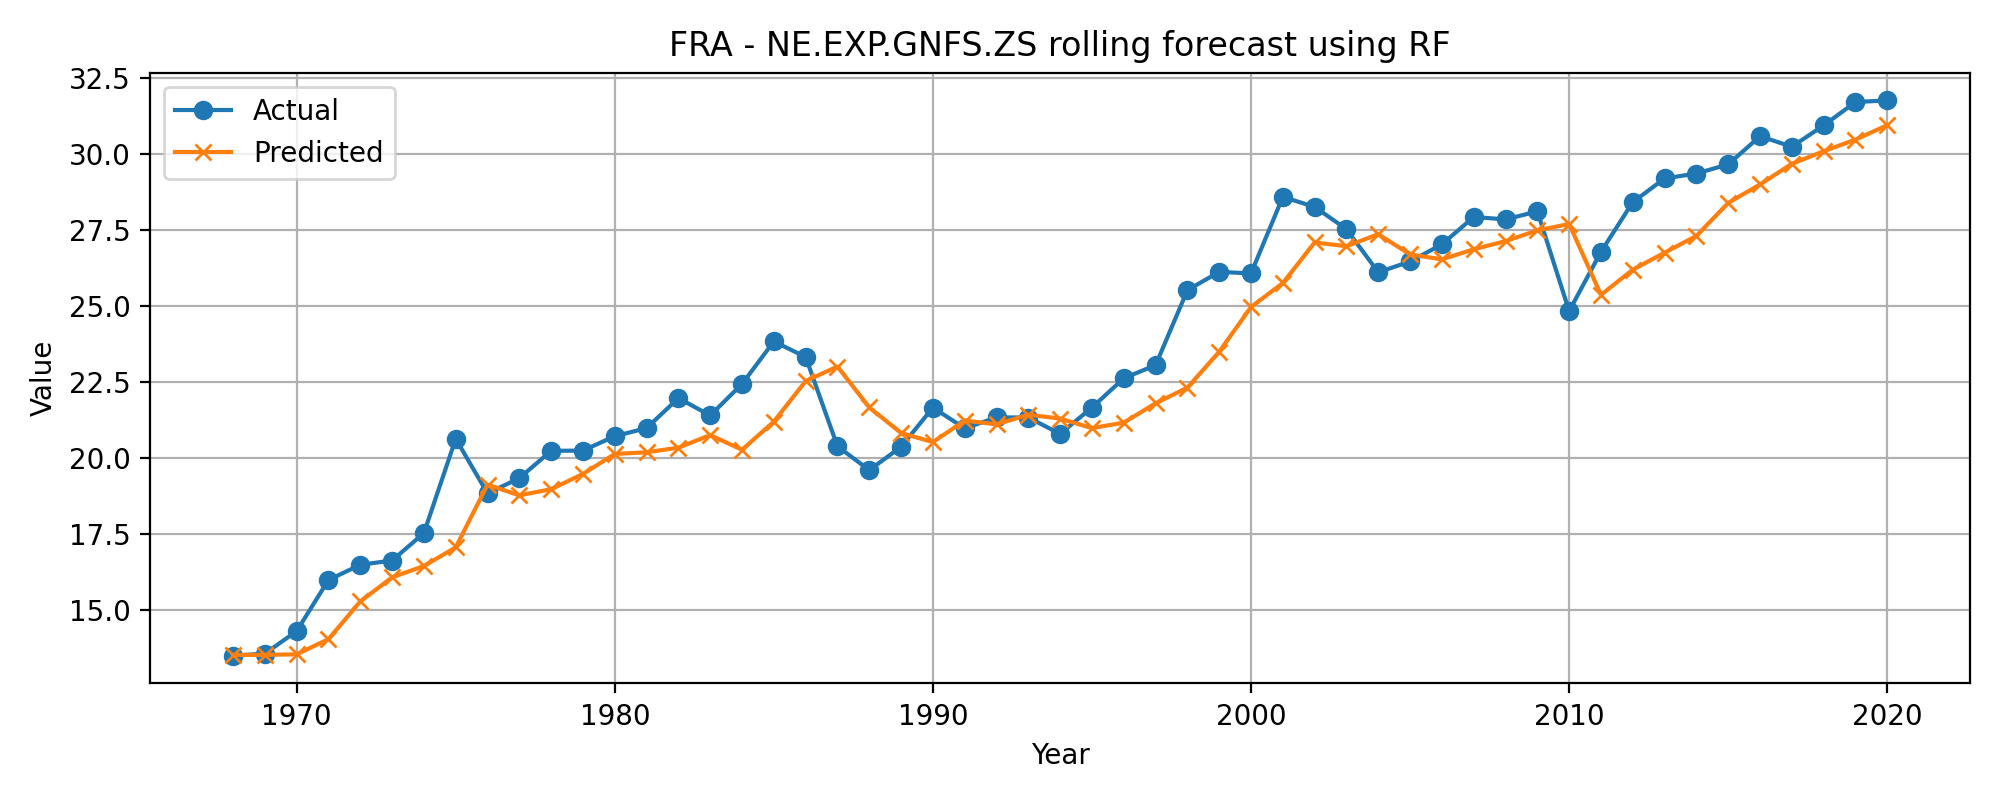 FRA - NE.EXP.GNFS.ZS rolling forecast using RF
Actual
Predicted
32.5
30.0
27.5
25.0
22.5
20.0
17.5
15.0
Value
1970 1980 1990 2000 2010 2020
Year